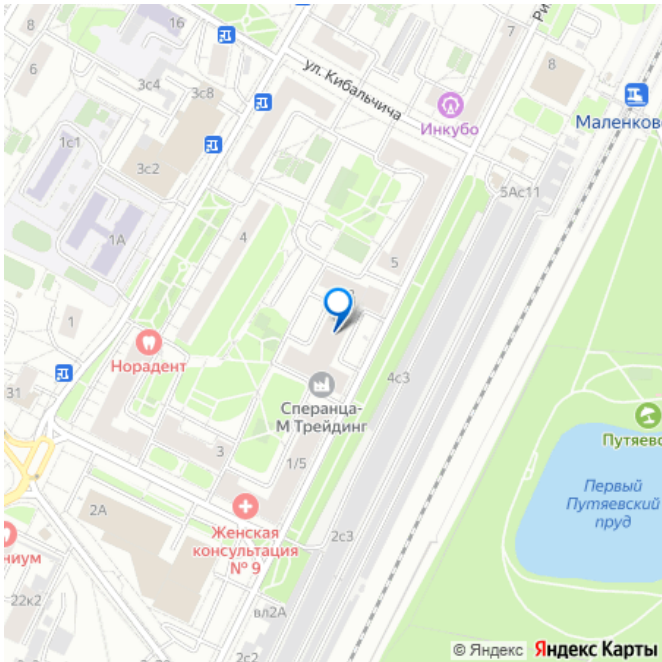 16
7
Ри
8
6
3с4
3с8
ул. Кибальчича
8
Инкубо
Маленково
1с1
3с2
5Ас11
1А
4
5
1
Норадент
4с3
31
Сперанца-
М Трейдинг
Путяевс
3
1/5
Первый
Путяевский
пруд
2А
Женская
консультация
№ 9
2с3
ниум
22к2
вл2А
2с2
© Яндекс Яндекс Карты